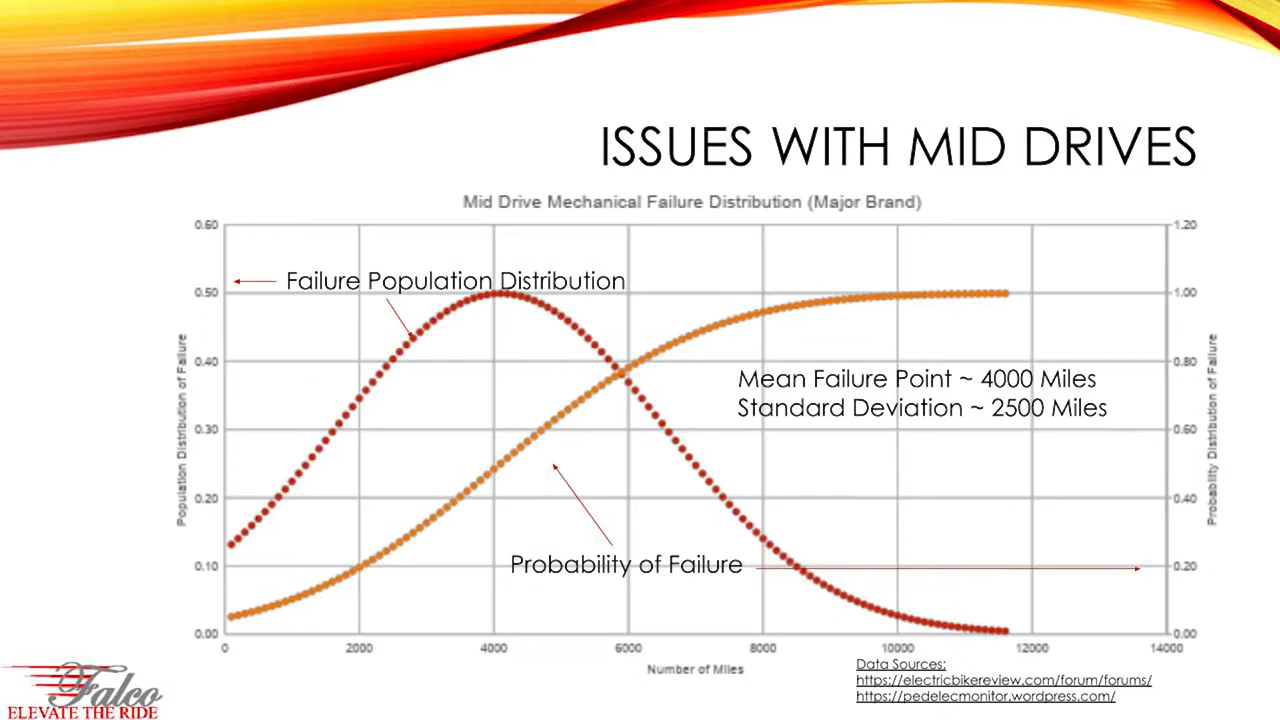 ISSUES WITH MID DRIVES
Mid Drive Mechanical Failure Distribution (Major Brand)
0.60
0.50
0.40
0.30
0.20
0.10
0.00
Population Distribution of Failure
1.20
1.00
0.80
0.60
0.40
0.20
0.00
Probability Distribution of Failure
Failure Population Distribution
Mean Failure Point ~ 4000 Miles
Standard Deviation ~ 2500 Miles
Probability of Failure
0 2000 4000 6000 8000 10000 12000 14000
Number of Miles
Data Sources:
https://electricbikereview.com/forum/forums/
https://pedelecmonitor.wordpress.com/
Falco
ELEVATE THE RIDE